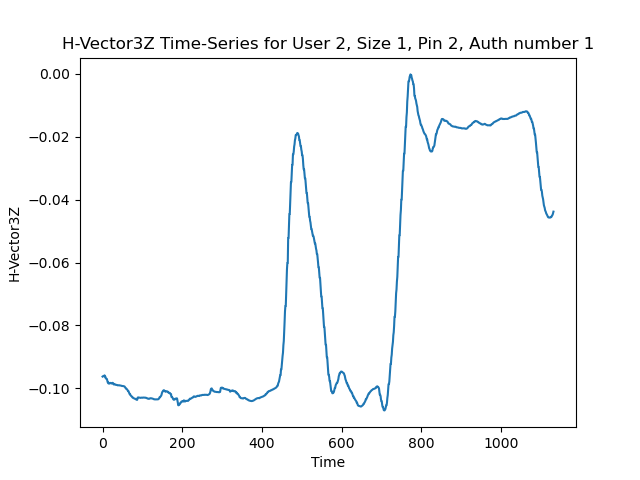 H-Vector3Z Time-Series for User 2, Size 1, Pin 2, Auth number 1
0.00
−0.02
−0.04
−0.06
−0.08
−0.10
H-Vector3Z
0 200 400 600 800 1000
Time